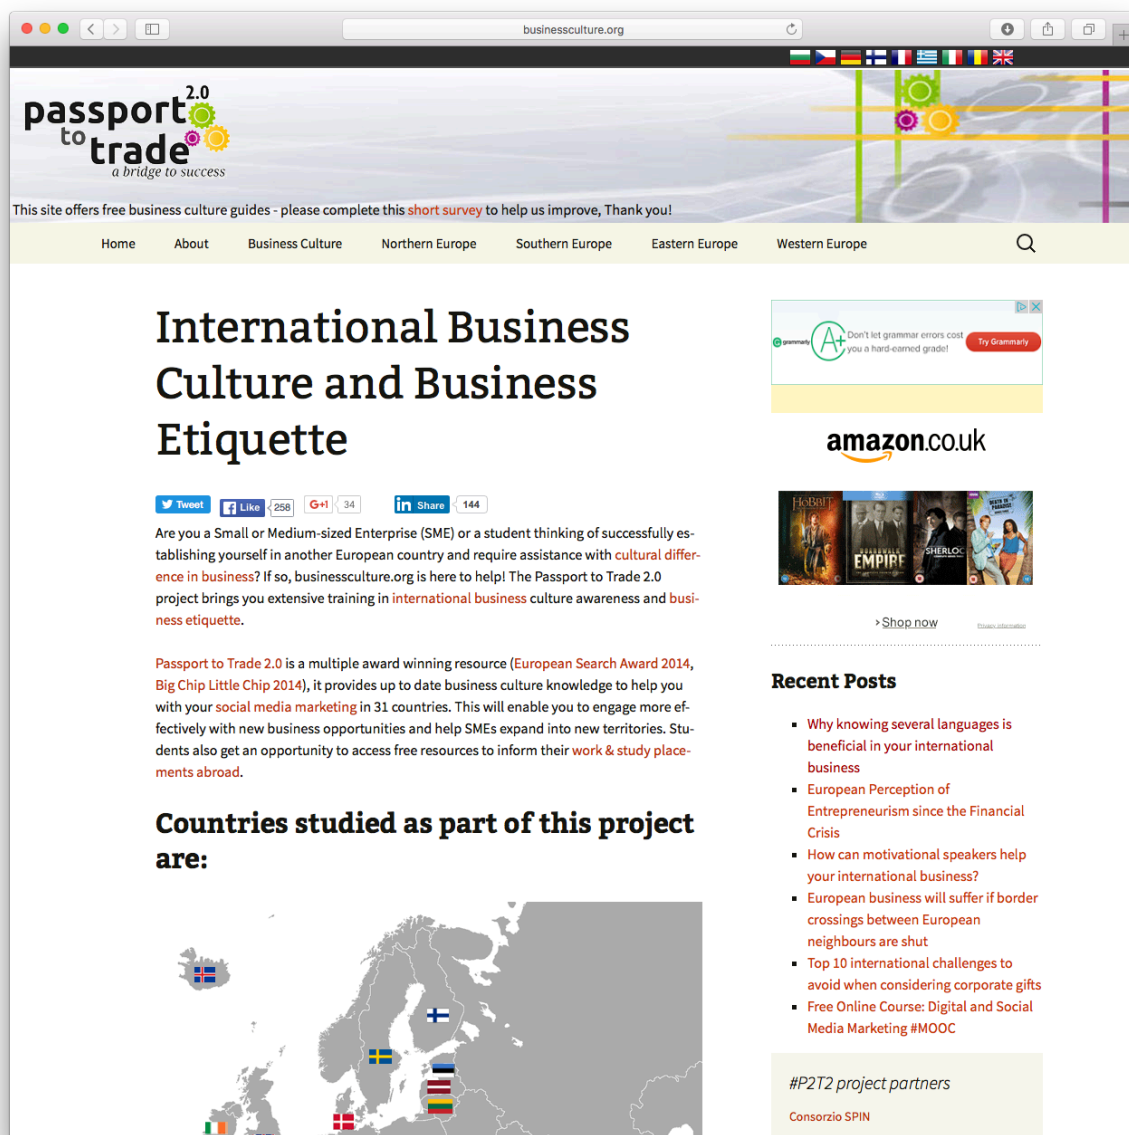 businessculture.org
2.0
passport
to
trade
a bridge to success
This site offers free business culture guides - please complete this short survey to help us improve, Thank you!
Home About Business Culture Northern Europe Southern Europe Eastern Europe Western Europe
International Business
Culture and Business
Etiquette
Tweet Like 258 G+1 34 in Share 144
Are you a Small or Medium-sized Enterprise (SME) or a student thinking of successfully es-
tablishing yourself in another European country and require assistance with cultural differ-
ence in business? If so, businessculture.org is here to help! The Passport to Trade 2.0
project brings you extensive training in international business culture awareness and busi-
ness etiquette.
Passport to Trade 2.0 is a multiple award winning resource (European Search Award 2014,
Big Chip Little Chip 2014), it provides up to date business culture knowledge to help you
with your social media marketing in 31 countries. This will enable you to engage more ef-
fectively with new business opportunities and help SMEs expand into new territories. Stu-
dents also get an opportunity to access free resources to inform their work & study place-
ments abroad.
Countries studied as part of this project
are:
grammarly A+ Don't let grammar errors cost
you a hard-earned grade!
Try Grammarly
amazon.co.uk
HOBBIT
BOARDWALK
EMPIRE
SHERLOC
DEATH IN
PARADISE
› Shop now
Privacy Information
Recent Posts
Why knowing several languages is
beneficial in your international
business
European Perception of
Entrepreneurism since the Financial
Crisis
How can motivational speakers help
your international business?
European business will suffer if border
crossings between European
neighbours are shut
Top 10 international challenges to
avoid when considering corporate gifts
Free Online Course: Digital and Social
Media Marketing #MOOC
#P2T2 project partners
Consorzio SPIN